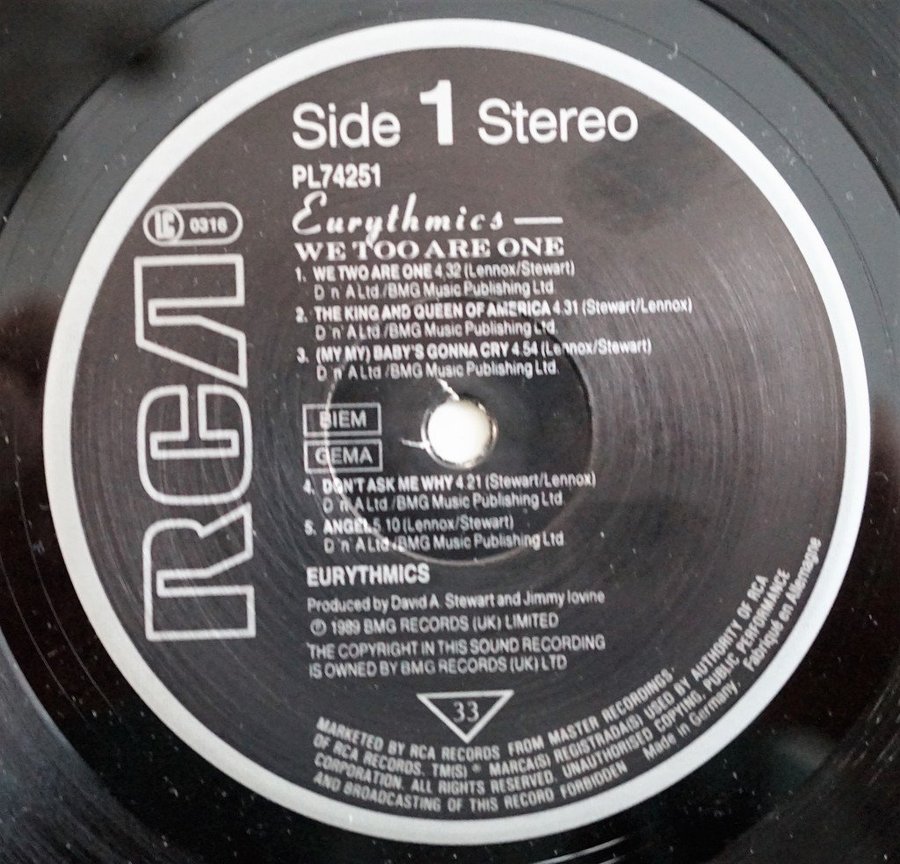 Side 1 Stereo
PL74251
Eurythmics —
WE TOO ARE ONE
1. WE TWO ARE ONE 4.32 (Lennox/Stewart)
D 'n' A Ltd./BMG Music Publishing Ltd.
2. THE KING AND QUEEN OF AMERICA 4.31 (Stewart/Lennox)
D 'n' A Ltd./BMG Music Publishing Ltd.
3. (MY MY) BABY'S GONNA CRY 4.54 (Lennox/Stewart)
D 'n' A Ltd./BMG Music Publishing Ltd.
BIEM
GEMA
4. DON'T ASK ME WHY 4.21 (Stewart/Lennox)
D 'n' A Ltd./BMG Music Publishing Ltd.
5. ANGEL 5.10 (Lennox/Stewart)
D 'n' A Ltd./BMG Music Publishing Ltd.
EURYTHMICS
Produced by David A. Stewart and Jimmy Iovine
℗ 1989 BMG RECORDS (UK) LIMITED
THE COPYRIGHT IN THIS SOUND RECORDING
IS OWNED BY BMG RECORDS (UK) LTD
33
LC 0316
RCA
MARKETED BY RCA RECORDS FROM MASTER RECORDINGS
OF RCA RECORDS. TM(S) ® MARCA(S) REGISTRADA(S) USED BY AUTHORITY OF RCA
CORPORATION. ALL RIGHTS RESERVED. UNAUTHORISED COPYING, PUBLIC PERFORMANCE
AND BROADCASTING OF THIS RECORD FORBIDDEN Made in Germany. Fabriqué en Allemagne